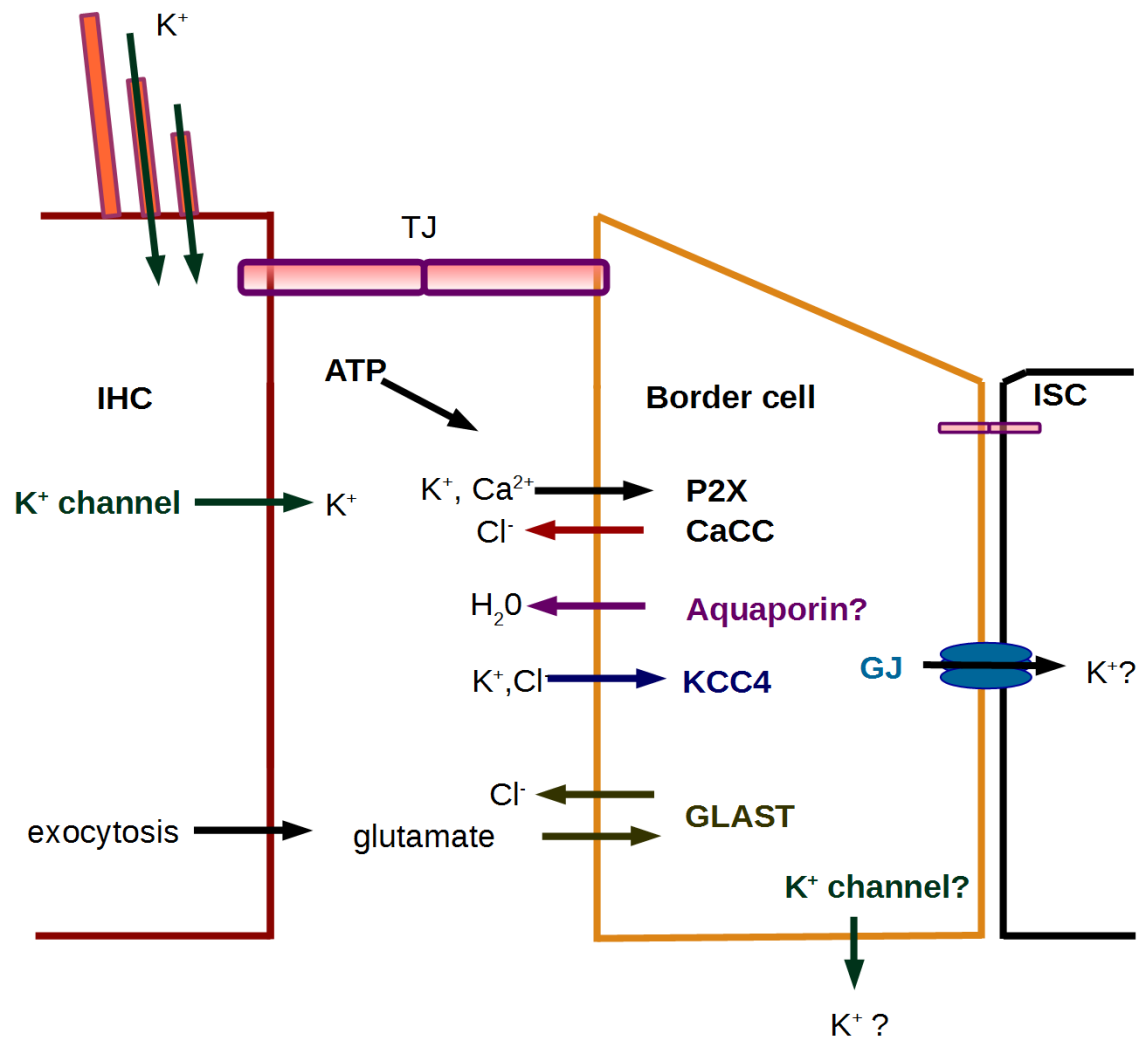 K⁺
TJ
ATP
IHC
Border cell
ISC
K⁺ channel
K⁺
K⁺, Ca²⁺
P2X
Cl⁻
CaCC
H₂0
Aquaporin?
K⁺,Cl⁻
KCC4
GJ
K⁺?
Cl⁻
GLAST
exocytosis
glutamate
K⁺ channel?
K⁺ ?